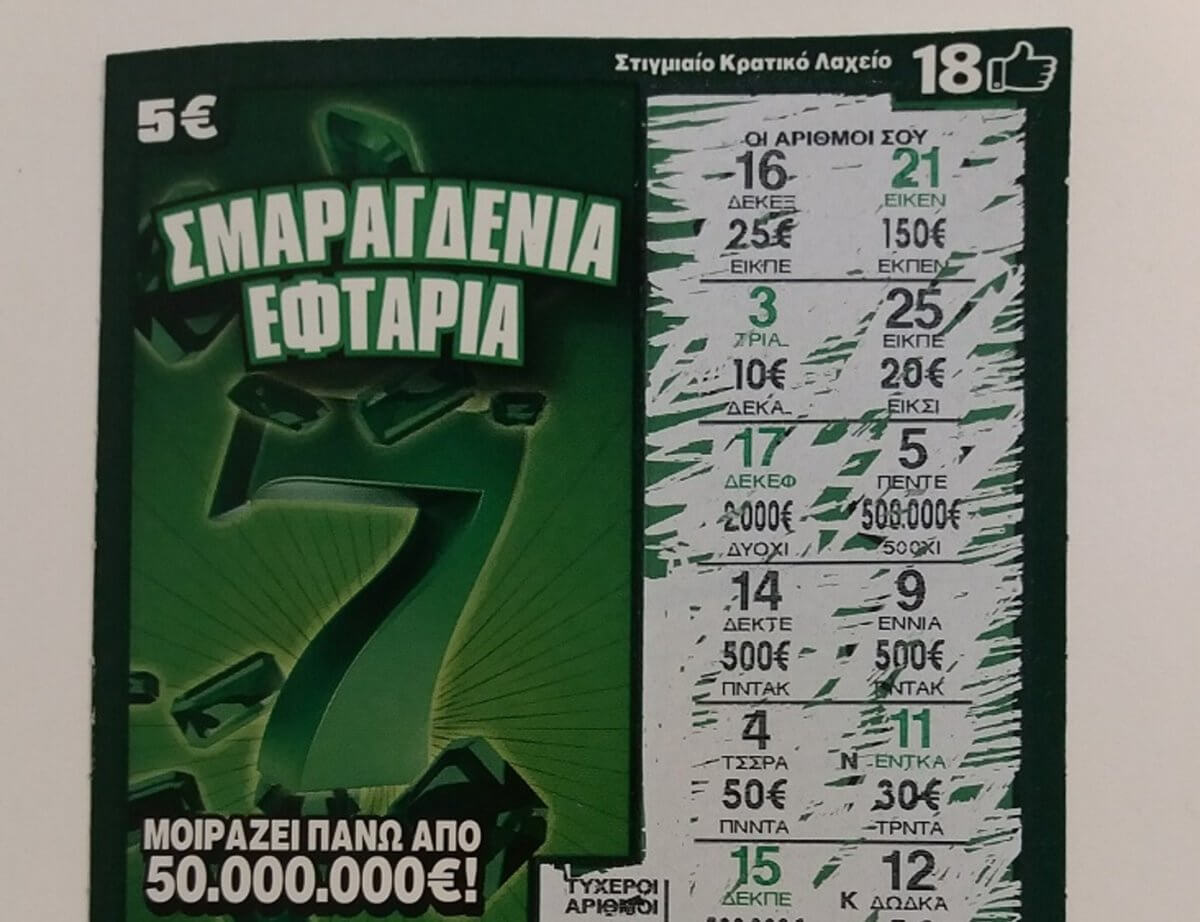 Στιγμιαίο Κρατικό Λαχείο 18
5€
ΣΜΑΡΑΓΔΕΝΙΑ
ΕΦΤΑΡΙΑ
7
ΜΟΙΡΑΖΕΙ ΠΑΝΩ ΑΠΟ
50.000.000€!
ΟΙ ΑΡΙΘΜΟΙ ΣΟΥ
16 21
ΔΕΚΕΞ ΕΙΚΕΝ
25€ 150€
ΕΙΚΠΕ ΕΚΠΕΝ
3 25
ΤΡΙΑ ΕΙΚΠΕ
10€ 20€
ΔΕΚΑ ΕΙΚΣΙ
17 5
ΔΕΚΕΦ ΠΕΝΤΕ
2000€ 500.000€
ΔΥΟΧΙ 500ΧΙ
14 9
ΔΕΚΤΕ ΕΝΝΙΑ
500€ 500€
ΠΝΤΑΚ ΠΝΤΑΚ
4 11
ΤΣΣΡΑ Ν ΕΝΤΚΑ
50€ 30€
ΠΝΝΤΑ ΤΡΝΤΑ
15 12
ΔΕΚΠΕ Κ ΔΩΔΚΑ
ΤΥΧΕΡΟΙ
ΑΡΙΘΜΟΙ